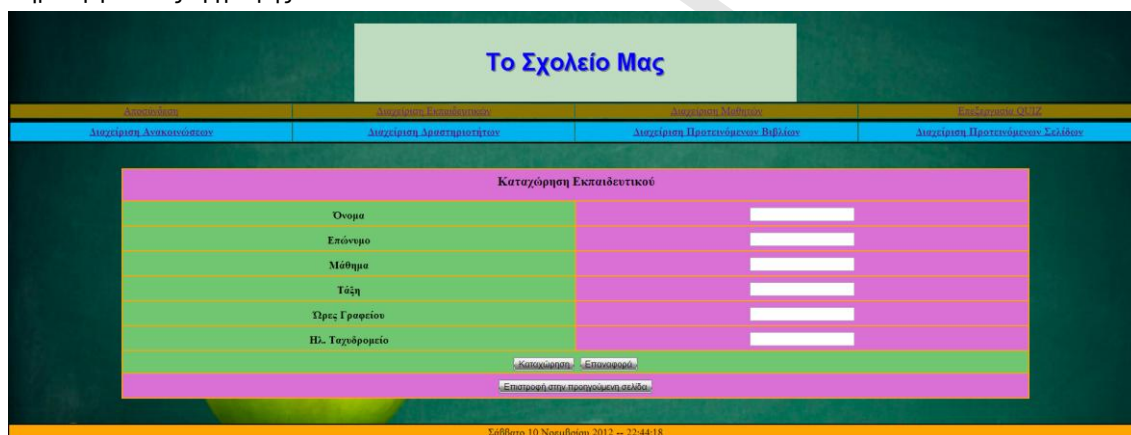 Το Σχολείο Μας
Αποσύνδεση Διαχείριση Εκπαιδευτικών Διαχείριση Μαθητών Επεξεργασία QUIZ
Διαχείριση Ανακοινώσεων Διαχείριση Δραστηριοτήτων Διαχείριση Προτεινόμενων Βιβλίων Διαχείριση Προτεινόμενων Σελίδων
Καταχώρηση Εκπαιδευτικού
Όνομα
Επώνυμο
Μάθημα
Τάξη
Ώρες Γραφείου
Ηλ. Ταχυδρομείο
Καταχώρηση Επαναφορά
Επιστροφή στην προηγούμενη σελίδα
Σάββατο 10 Νοεμβρίου 2012 -- 22:44:18